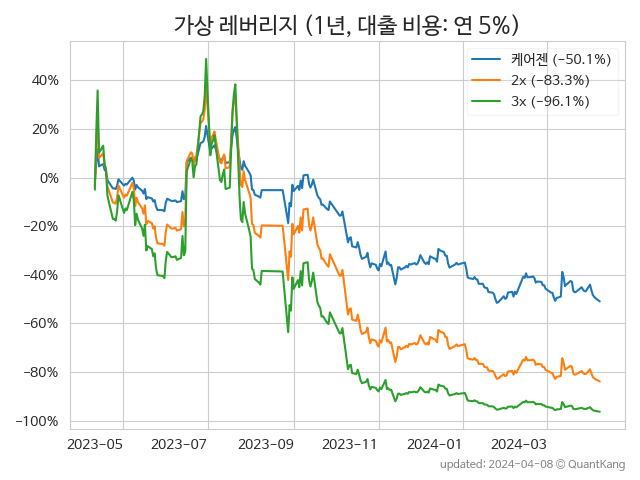 가상 레버리지 (1년, 대출 비용: 연 5%)
케어젠 (−50.1%)
2x (−83.3%)
3x (−96.1%)
40%
20%
0%
−20%
−40%
−60%
−80%
−100%
2023-05 2023-07 2023-09 2023-11 2024-01 2024-03
updated: 2024-04-08 © QuantKang